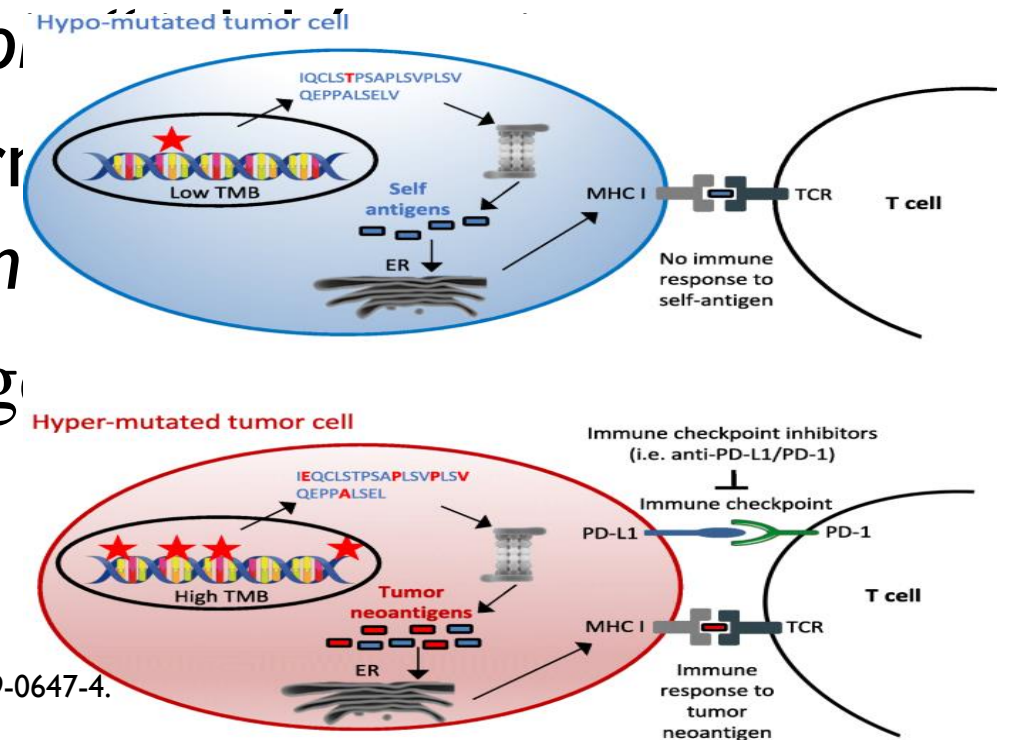 Hypo-mutated tumor cell
IQCLSTPSAPLSVPLSV
QEPPALSELV
Low TMB
Self
antigens
ER
MHC I
TCR
T cell
No immune
response to
self-antigen
Hyper-mutated tumor cell
IEQCLSTPSAPLSVPLSV
QEPPALSEL
High TMB
Tumor
neoantigens
ER
Immune checkpoint inhibitors
(i.e. anti-PD-L1/PD-1)
Immune checkpoint
PD-L1
PD-1
T cell
MHC I
TCR
Immune
response to
tumor
neoantigen
-0647-4.